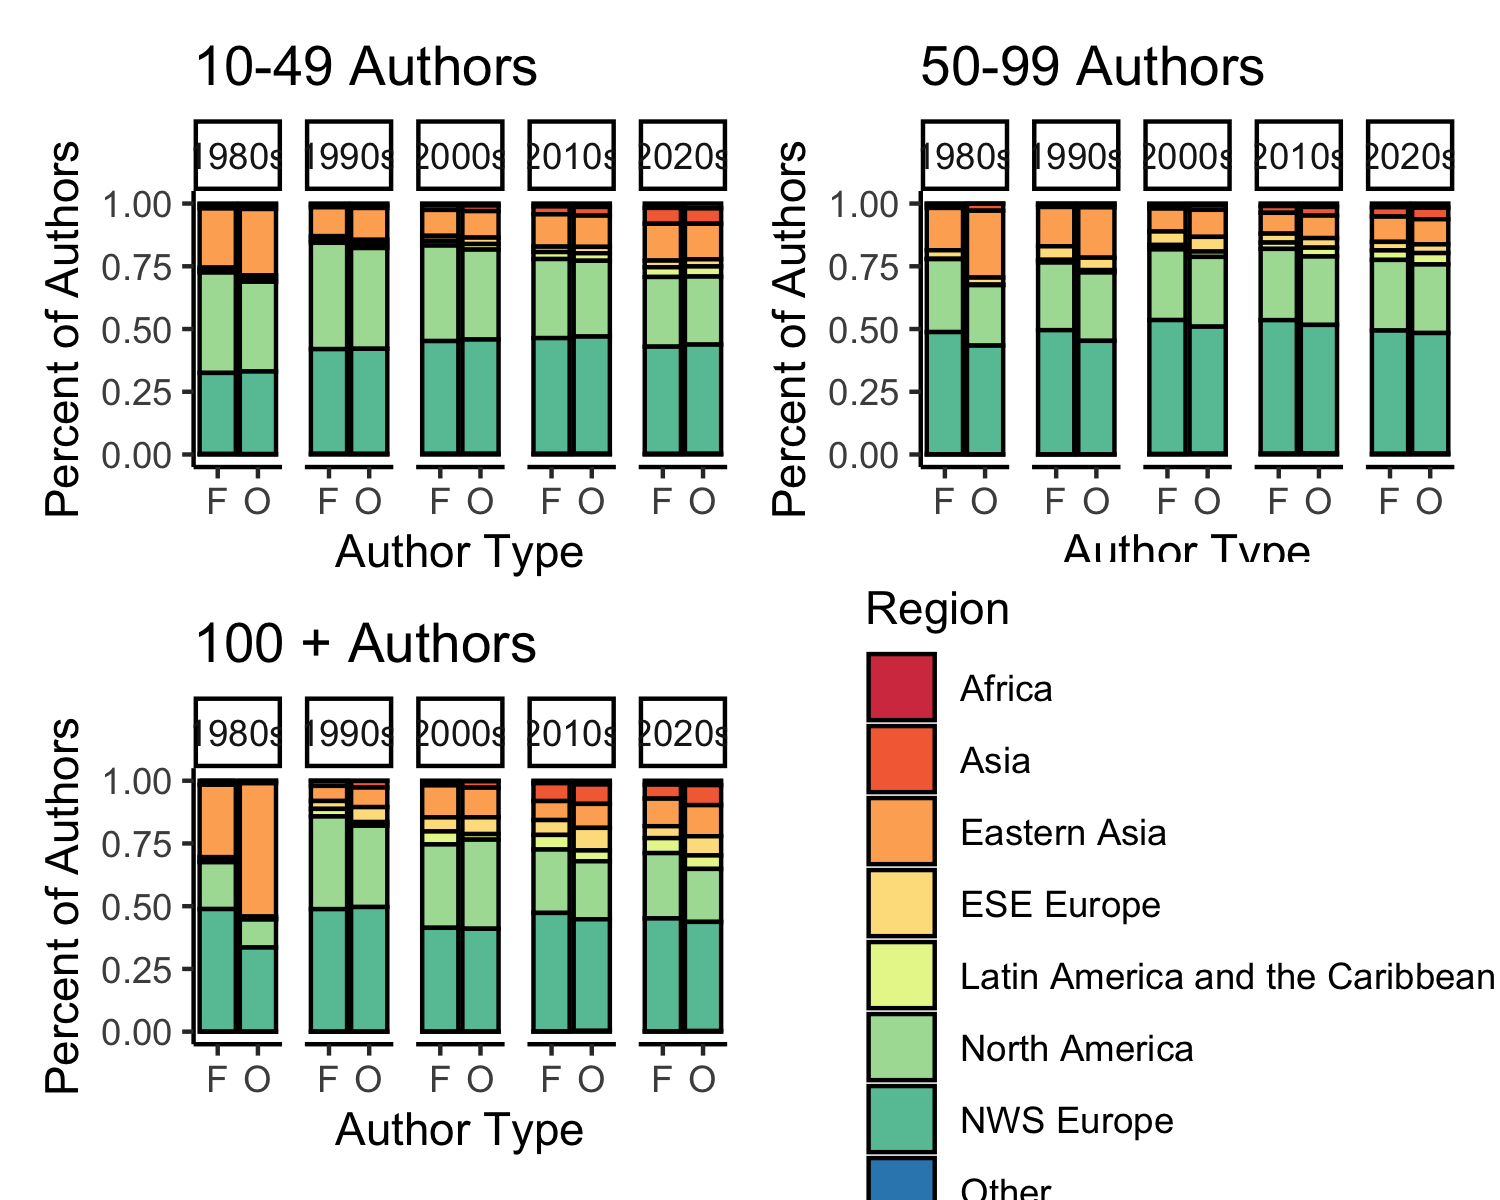 10-49 Authors
1980s 1990s 2000s 2010s 2020s
Percent of Authors
1.00
0.75
0.50
0.25
0.00
F O F O F O F O F O
Author Type
50-99 Authors
1980s 1990s 2000s 2010s 2020s
Percent of Authors
1.00
0.75
0.50
0.25
0.00
F O F O F O F O F O
Author Type
100 + Authors
1980s 1990s 2000s 2010s 2020s
Percent of Authors
1.00
0.75
0.50
0.25
0.00
F O F O F O F O F O
Author Type
Region
Africa
Asia
Eastern Asia
ESE Europe
Latin America and the Caribbean
North America
NWS Europe
Other